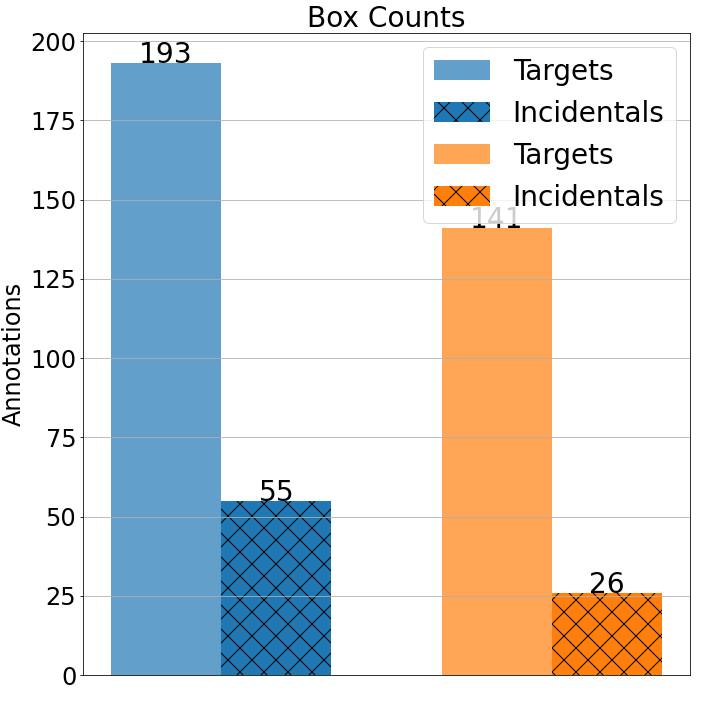 Box Counts
Annotations
200
175
150
125
100
75
50
25
0
193
55
141
26
Targets
Incidentals
Targets
Incidentals